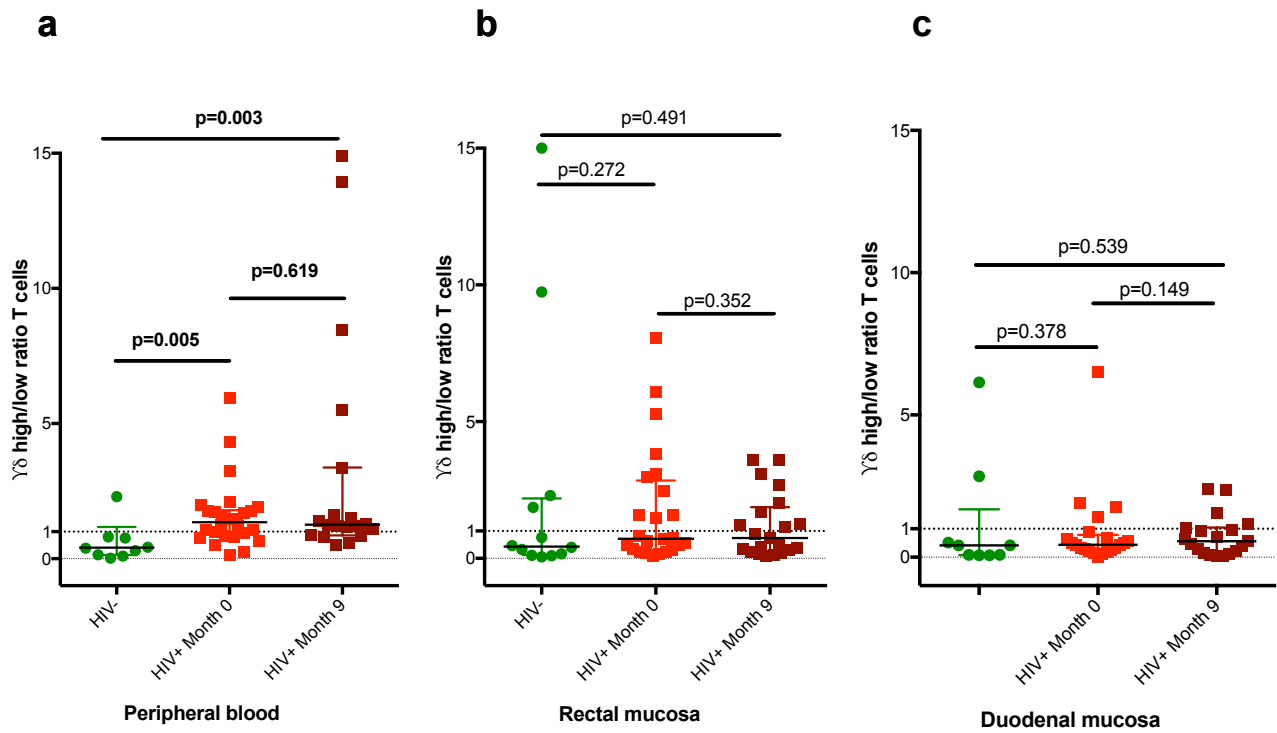 a
p=0.003
p=0.619
p=0.005
ϒδ high/low ratio T cells
15
10
5
1
0
HIV-
HIV+ Month 0
HIV+ Month 9
Peripheral blood
b
p=0.491
p=0.272
p=0.352
ϒδ high/low ratio T cells
15
10
5
1
0
HIV-
HIV+ Month 0
HIV+ Month 9
Rectal mucosa
c
p=0.539
p=0.149
p=0.378
ϒδ high/low ratio T cells
15
10
5
1
0
HIV+ Month 0
HIV+ Month 9
Duodenal mucosa